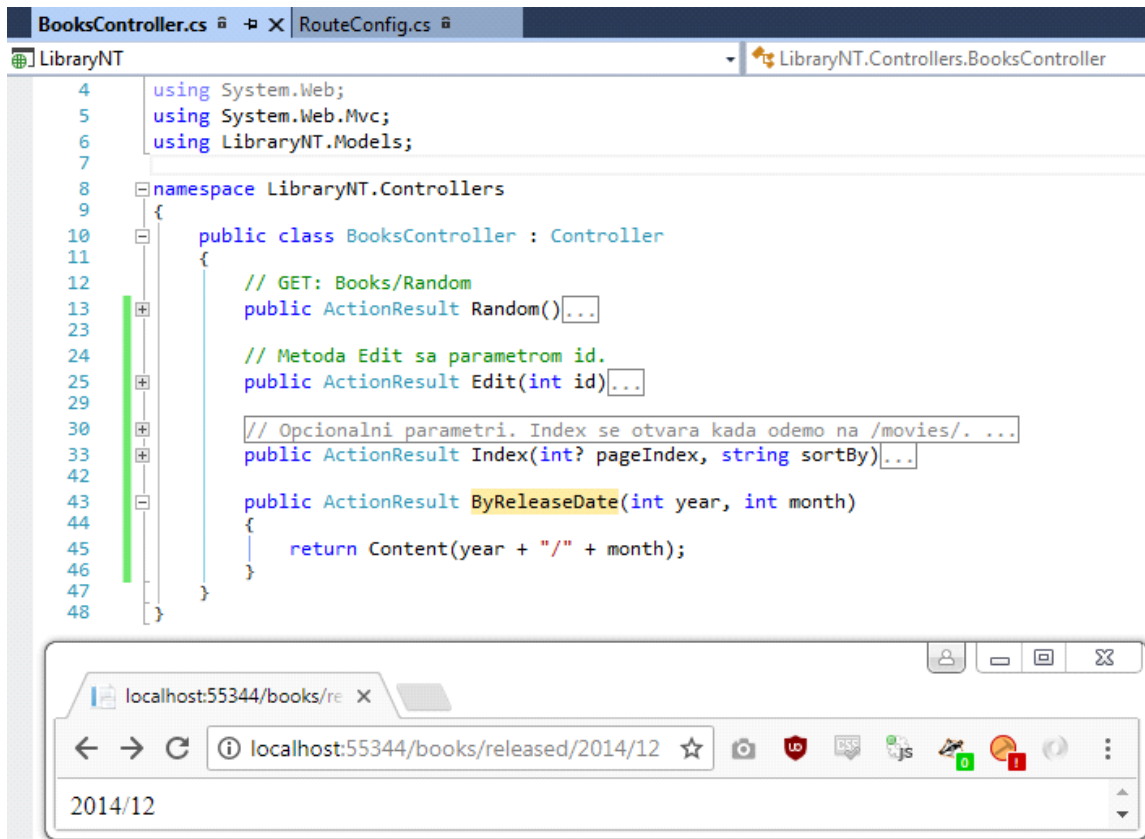 BooksController.cs RouteConfig.cs
LibraryNT LibraryNT.Controllers.BooksController
4 using System.Web;
5 using System.Web.Mvc;
6 using LibraryNT.Models;
7
8 namespace LibraryNT.Controllers
9 {
10 public class BooksController : Controller
11 {
12 // GET: Books/Random
13 public ActionResult Random()...
23
24 // Metoda Edit sa parametrom id.
25 public ActionResult Edit(int id)...
29
30 // Opcionalni parametri. Index se otvara kada odemo na /movies/. ...
33 public ActionResult Index(int? pageIndex, string sortBy)...
42
43 public ActionResult ByReleaseDate(int year, int month)
44 {
45 return Content(year + "/" + month);
46 }
47 }
48 }
localhost:55344/books/re
localhost:55344/books/released/2014/12 CSS js 0 !
2014/12